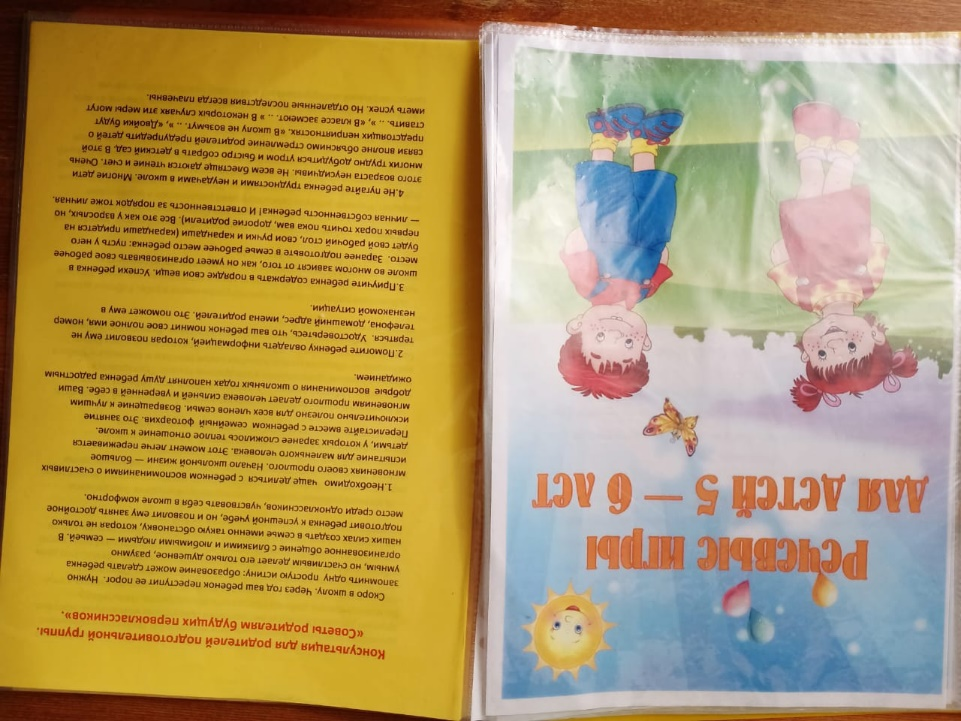 Речевые игры
для детей 5 – 6 лет
Консультация для родителей подготовительной группы.
«Советы родителям будущих первоклассников».
Скоро в школу. Через год ваш ребенок переступит ее порог. Нужно
запомнить одну простую истину: образование может сделать ребенка
умным, но счастливым делает его только душевное, разумно
организованное общение с близкими и любимыми людьми — семьей. В
наших силах создать в семье именно такую обстановку, которая не только
подготовит ребенка к успешной учебе, но и позволит ему занять достойное
место среди одноклассников, чувствовать себя в школе комфортно.
1.Необходимо чаще делиться с ребенком воспоминаниями о счастливых
мгновениях своего прошлого. Начало школьной жизни — большое
испытание для маленького человека. Этот момент легче переживается
детьми, у которых заранее сложилось теплое отношение к школе.
Перелистайте вместе с ребенком семейный фотоархив. Это занятие
исключительно полезно для всех членов семьи. Возвращение к лучшим
мгновениям прошлого делает человека сильней и уверенней в себе. Ваши
добрые воспоминания о школьных годах наполнят душу ребенка радостным
ожиданием.
2.Помогите ребенку овладеть информацией, которая позволит ему не
теряться. Удостоверьтесь, что ваш ребенок помнит свое полное имя, номер
телефона, домашний адрес, имена родителей. Это поможет ему в
незнакомой ситуации.
3.Приучите ребенка содержать в порядке свои вещи. Успехи ребенка в
школе во многом зависят от того, как он умеет организовывать свое рабочее
место. Заранее подготовьте в семье рабочее место ребенка: пусть у него
будет свой рабочий стол, свои ручки и карандаши (карандаши придется на
первых порах точить пока вам, дорогие родители). Все это как у взрослых, но
— личная собственность ребенка! И ответственность за порядок тоже личная.
4.Не пугайте ребенка трудностями и неудачами в школе. Многие дети
этого возраста неусидчивы. Не всем блестяще даются чтение и счет. Очень
многих трудно добудиться утром и быстро собрать в детский сад. В этой
связи вполне объяснимо стремление родителей предупредить детей о
предстоящих неприятностях. «В школу не возьмут. .. », «Двойки будут
ставить. .. », «В классе засмеют. .. » В некоторых случаях эти меры могут
иметь успех. Но отдаленные последствия всегда плачевны.